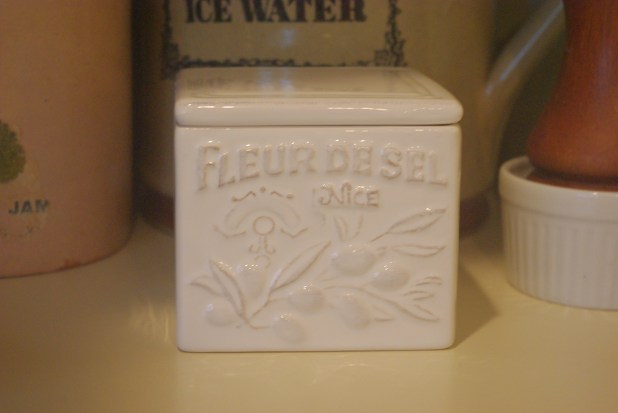 ICE WATER
FLEUR DE SEL
NICE
JAM